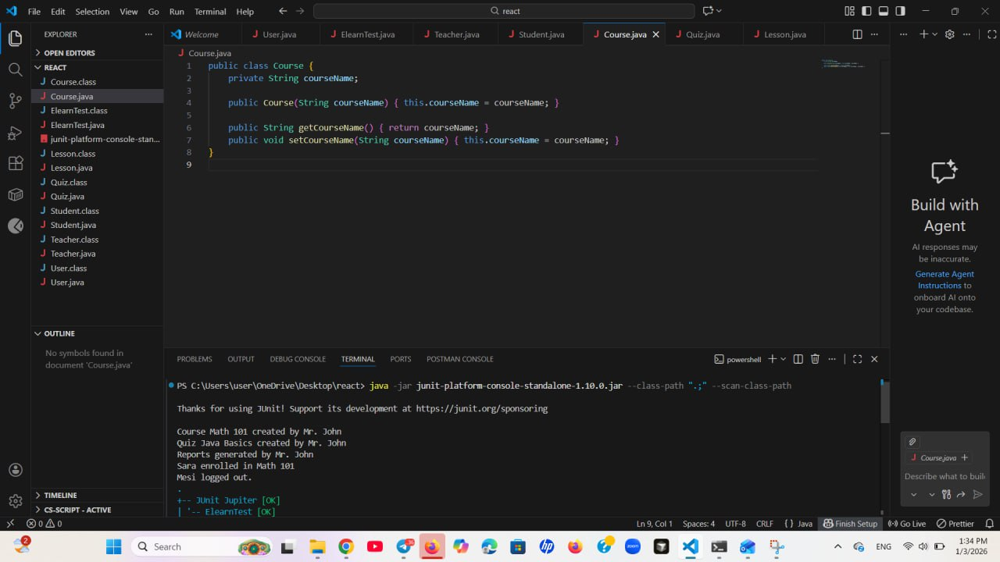 File Edit Selection View Go Run Terminal Help
react
EXPLORER
OPEN EDITORS
REACT
Course.class
Course.java
ElearnTest.class
ElearnTest.java
junit-platform-console-stan...
Lesson.class
Lesson.java
Quiz.class
Quiz.java
Student.class
Student.java
Teacher.class
Teacher.java
User.class
User.java
OUTLINE
No symbols found in
document 'Course.java'
TIMELINE
CS-SCRIPT - ACTIVE
Welcome User.java ElearnTest.java Teacher.java Student.java Course.java Quiz.java Lesson.java
Course.java
1 public class Course {
2 private String courseName;
3
4 public Course(String courseName) { this.courseName = courseName; }
5
6 public String getCourseName() { return courseName; }
7 public void setCourseName(String courseName) { this.courseName = courseName; }
8 }
9
PROBLEMS OUTPUT DEBUG CONSOLE TERMINAL PORTS POSTMAN CONSOLE
powershell
PS C:\Users\user\OneDrive\Desktop\react> java -jar junit-platform-console-standalone-1.10.0.jar --class-path ".;" --scan-class-path
Thanks for using JUnit! Support its development at https://junit.org/sponsoring
Course Math 101 created by Mr. John
Quiz Java Basics created by Mr. John
Reports generated by Mr. John
Sara enrolled in Math 101
Mesi logged out.
.
+-- JUnit Jupiter [OK]
| '-- ElearnTest [OK]
Build with
Agent
AI responses may
be inaccurate.
Generate Agent
Instructions to
onboard AI onto
your codebase.
Course.java
Describe what to buil
0 0
Ln 9, Col 1 Spaces: 4 UTF-8 CRLF { } Java Finish Setup Go Live Prettier
2
Search
zoom
ENG
1:34 PM
1/3/2026